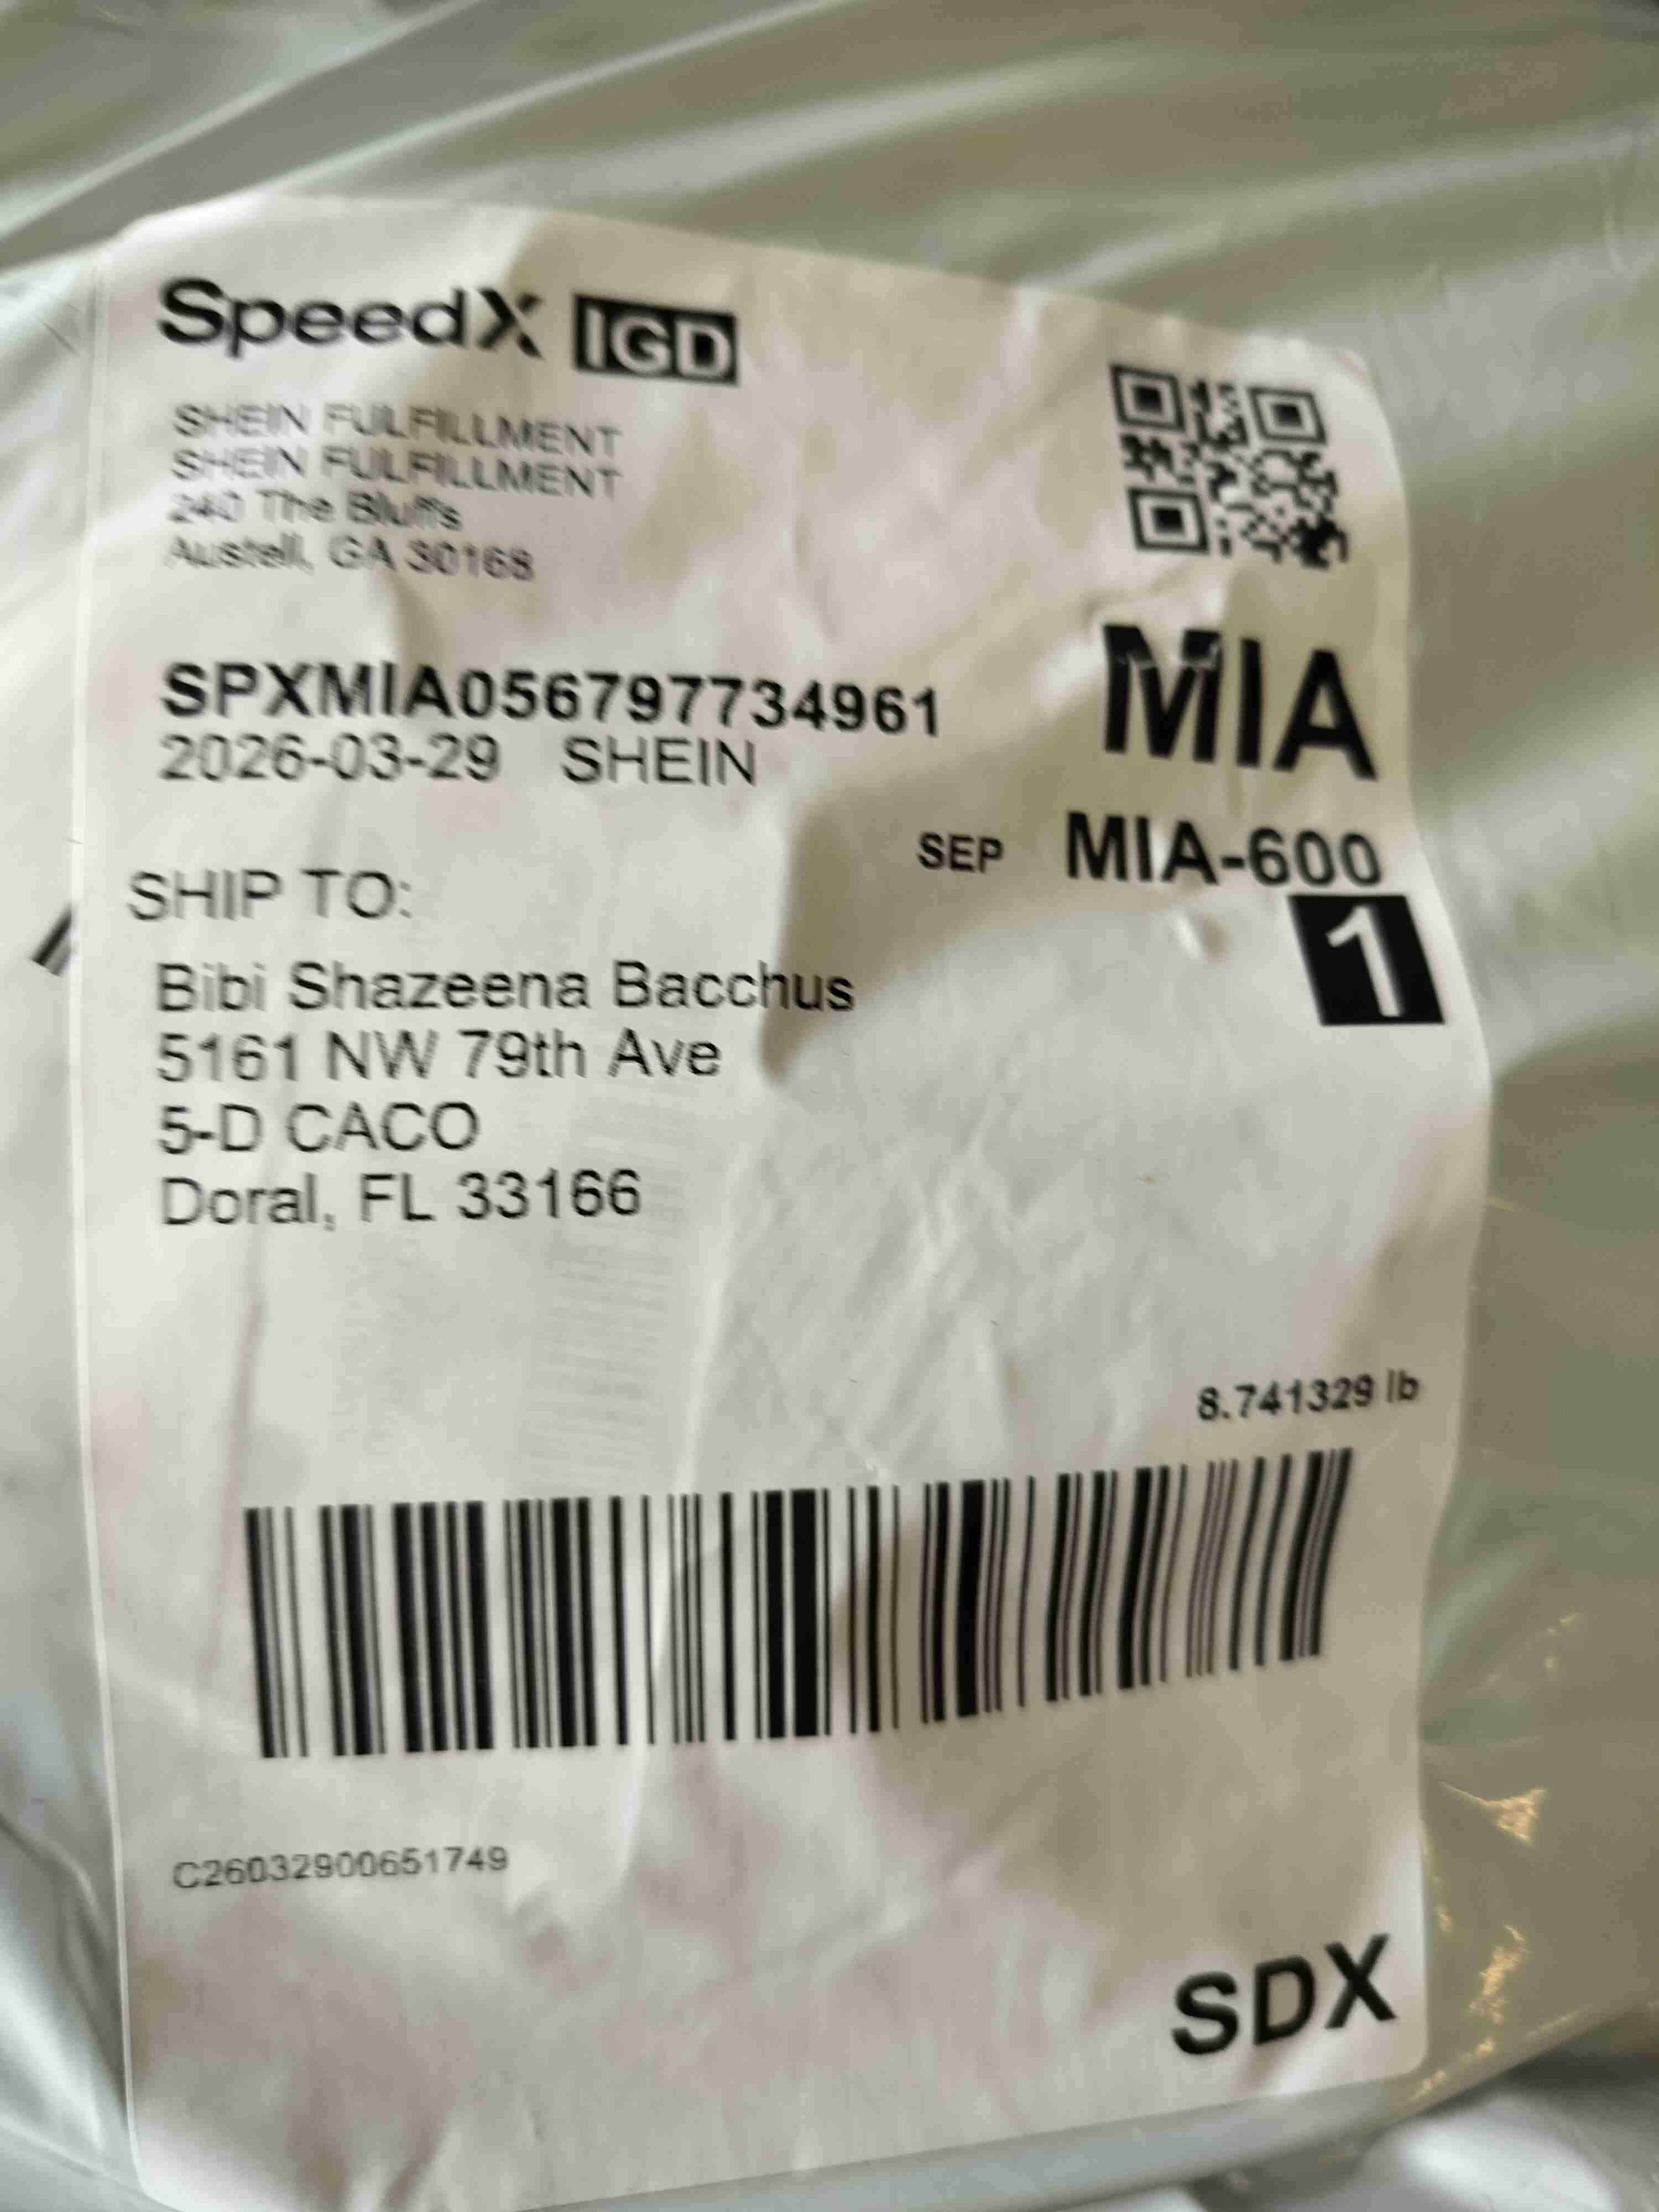 SpeedX IGD
SHEIN FULFILLMENT
SHEIN FULFILLMENT
240 The Bluffs
Austell, GA 30168
SPXMIA056797734961
2026-03-29 SHEIN
MIA
SEP MIA-600
1
SHIP TO:
Bibi Shazeena Bacchus
5161 NW 79th Ave
5-D CACO
Doral, FL 33166
8.741329 lb
C26032900651749
SDX